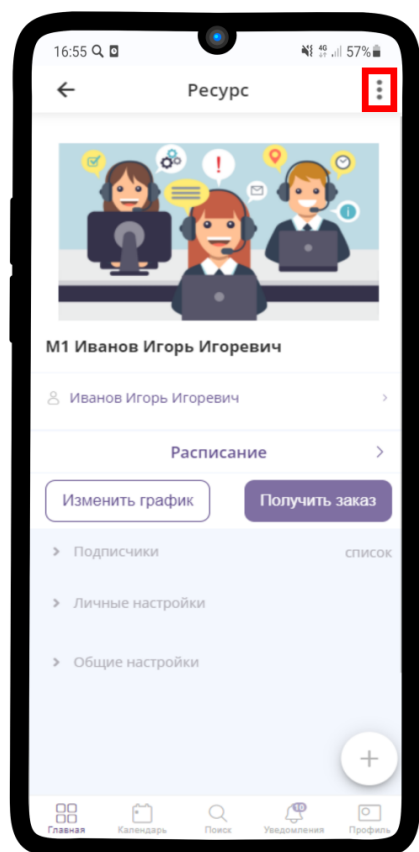 16:55 4G 57%
Ресурс
М1 Иванов Игорь Игоревич
Иванов Игорь Игоревич
Расписание
Изменить график Получить заказ
Подписчики список
Личные настройки
Общие настройки
10
Главная Календарь Поиск Уведомления Профиль